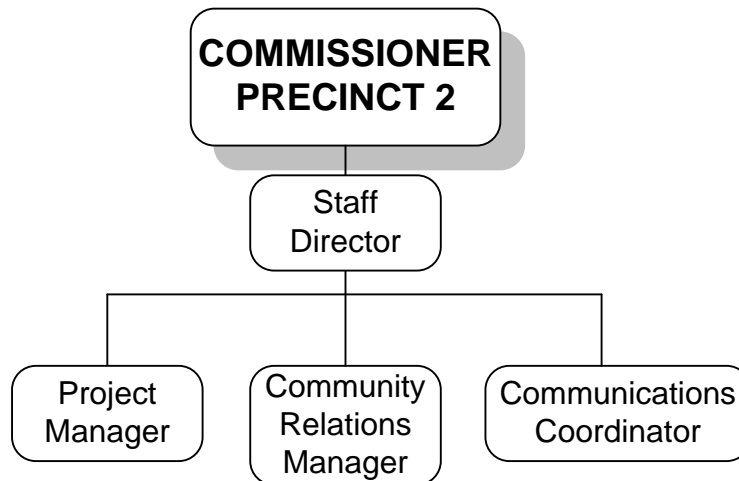 COMMISSIONER
PRECINCT 2
Staff
Director
Project
Manager
Community
Relations
Manager
Communications
Coordinator